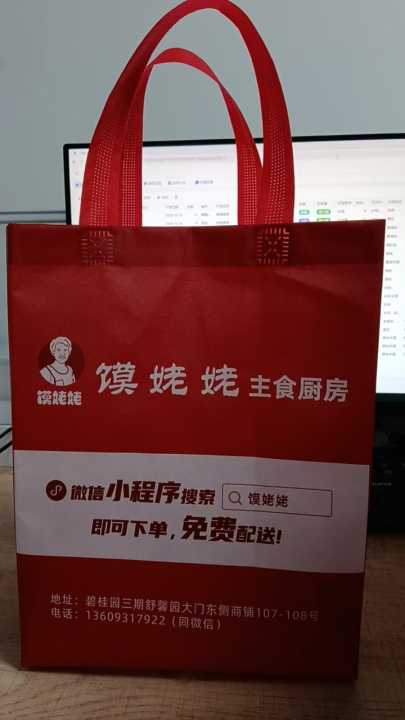 馍姥姥
馍姥姥 主食厨房
微信小程序搜索 馍姥姥
即可下单,免费配送!
地址:碧桂园三期舒馨园大门东侧商铺107-108号
电话:13609317922(同微信)